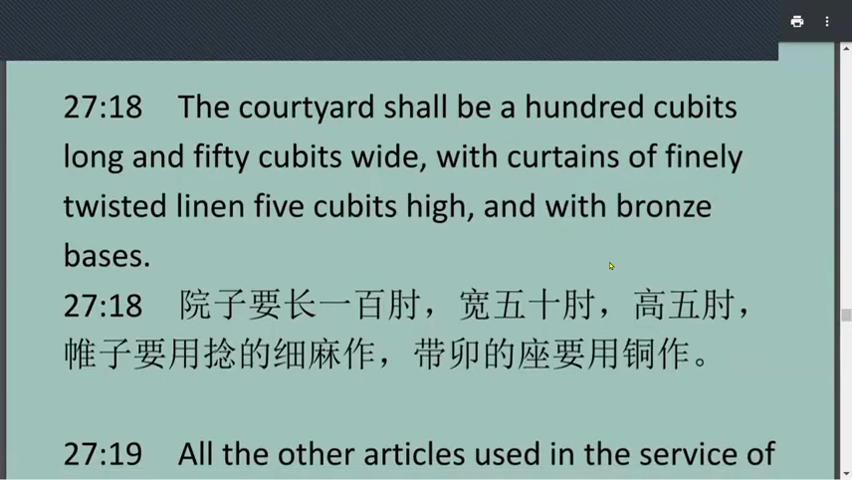 27:18 The courtyard shall be a hundred cubits
long and fifty cubits wide, with curtains of finely
twisted linen five cubits high, and with bronze
bases.
27:18 院子要长一百肘，宽五十肘，高五肘，
帷子要用捻的细麻作，带卯的座要用铜作。
27:19 All the other articles used in the service of